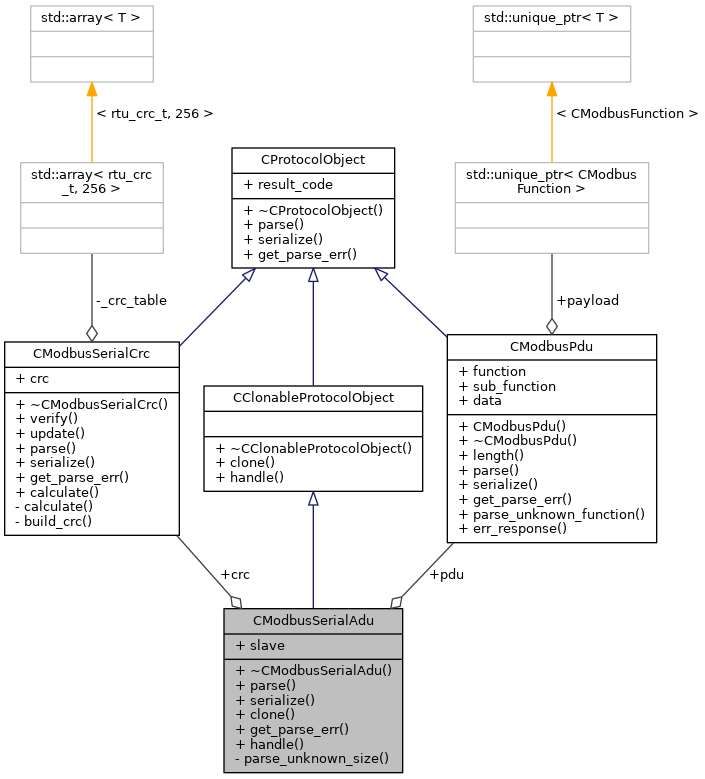 std::array< T >
std::unique_ptr< T >
< rtu_crc_t, 256 >
< CModbusFunction >
CProtocolObject
+ result_code
+ ~CProtocolObject()
+ parse()
+ serialize()
+ get_parse_err()
std::array< rtu_crc
_t, 256 >
std::unique_ptr< CModbus
Function >
-_crc_table
+payload
CModbusSerialCrc
+ crc
+ ~CModbusSerialCrc()
+ verify()
+ update()
+ parse()
+ serialize()
+ get_parse_err()
+ calculate()
- calculate()
- build_crc()
CClonableProtocolObject
+ ~CClonableProtocolObject()
+ clone()
+ handle()
CModbusPdu
+ function
+ sub_function
+ data
+ CModbusPdu()
+ ~CModbusPdu()
+ length()
+ parse()
+ serialize()
+ get_parse_err()
+ parse_unknown_function()
+ err_response()
+crc
+pdu
CModbusSerialAdu
+ slave
+ ~CModbusSerialAdu()
+ parse()
+ serialize()
+ clone()
+ get_parse_err()
+ handle()
- parse_unknown_size()